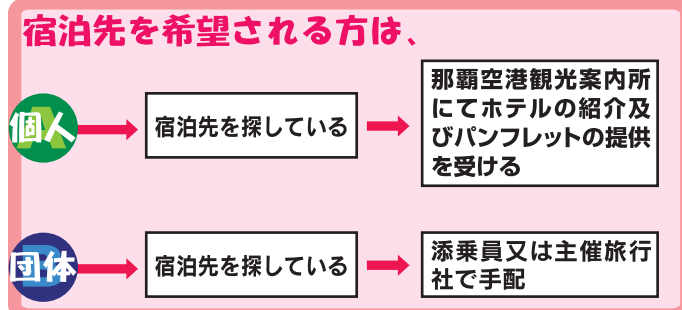 宿泊先を希望される方は、
個人
宿泊先を探している
那覇空港観光案内所
にてホテルの紹介及
びパンフレットの提供
を受ける
団体
宿泊先を探している
添乗員又は主催旅行
社で手配